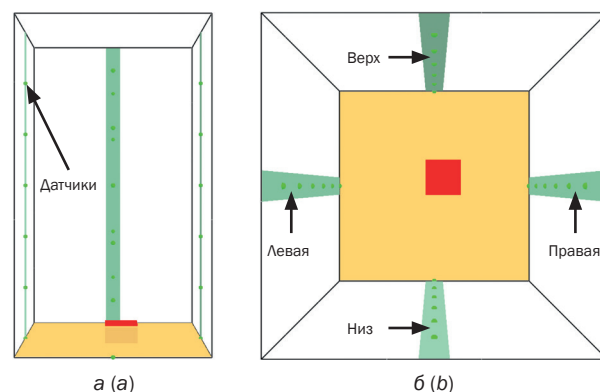 Датчики
Верх
Левая
Правая
Низ
а (a)
б (b)